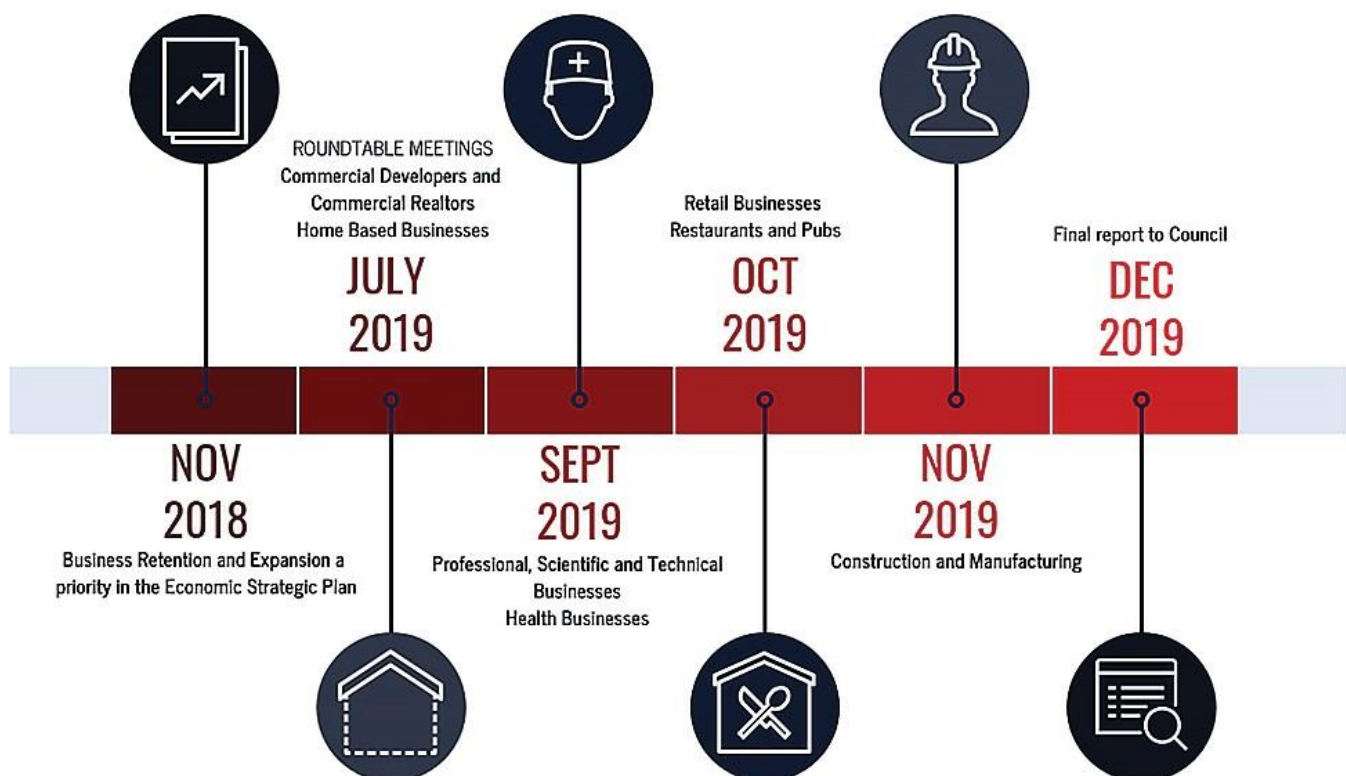 NOV
2018
Business Retention and Expansion a
priority in the Economic Strategic Plan
ROUNDTABLE MEETINGS
Commercial Developers and
Commercial Realtors
Home Based Businesses
JULY
2019
SEPT
2019
Professional, Scientific and Technical
Businesses
Health Businesses
Retail Businesses
Restaurants and Pubs
OCT
2019
NOV
2019
Construction and Manufacturing
Final report to Council
DEC
2019